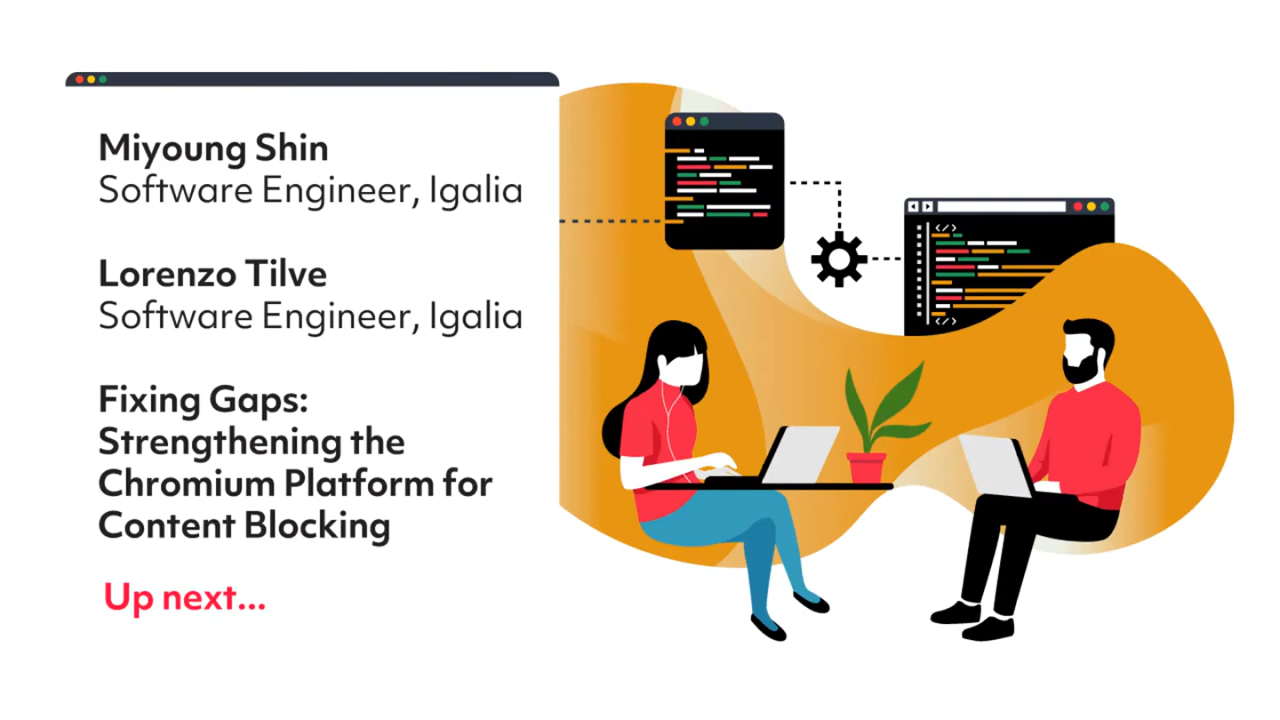 Miyoung Shin
Software Engineer, Igalia
Lorenzo Tilve
Software Engineer, Igalia
Fixing Gaps:
Strengthening the
Chromium Platform for
Content Blocking
Up next...
</>
</>